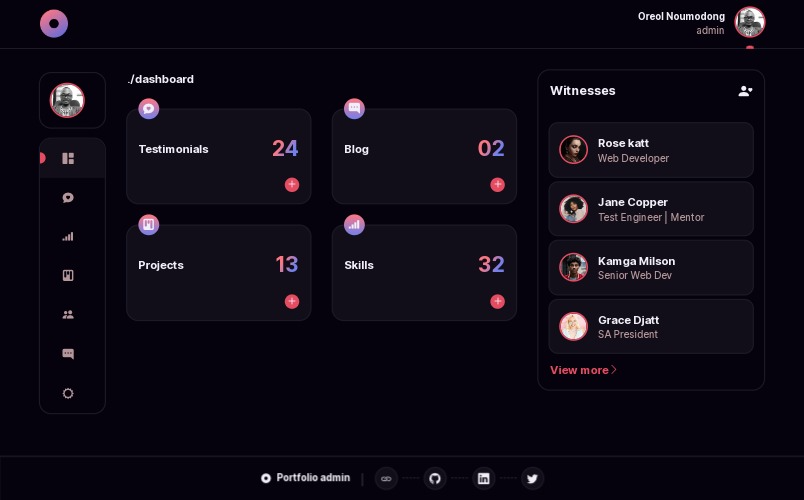 Oreol Noumodong
admin
./dashboard
Testimonials
24
Blog
02
Projects
13
Skills
32
Witnesses
Rose katt
Web Developer
Jane Copper
Test Engineer | Mentor
Kamga Milson
Senior Web Dev
Grace Djatt
SA President
View more
Portfolio admin